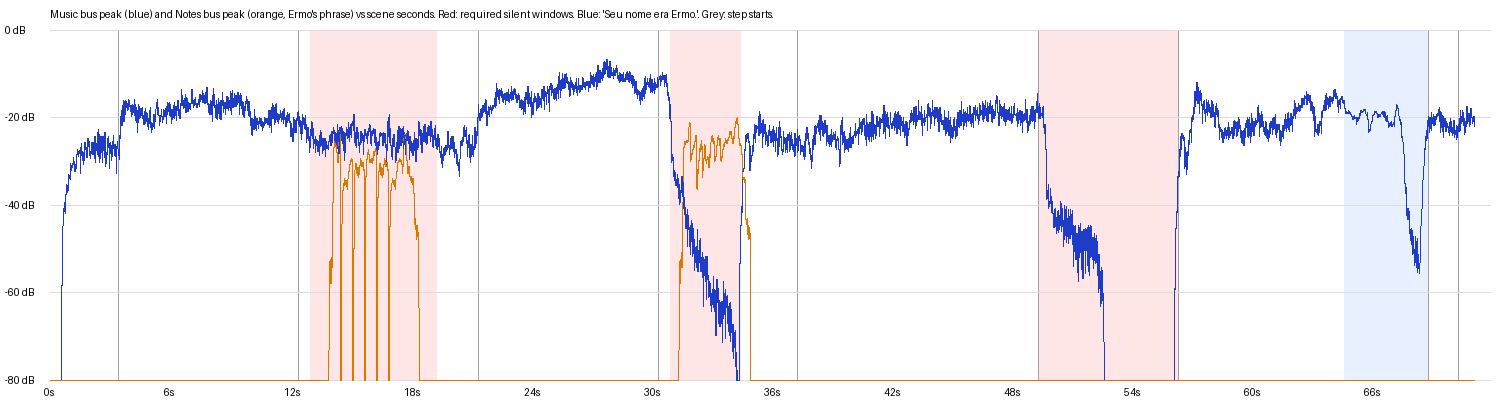 Music bus peak (blue) and Notes bus peak (orange, Ermo's phrase) vs scene seconds. Red: required silent windows. Blue: 'Seu nome era Ermo.'. Grey: step starts.
0 dB
-20 dB
-40 dB
-60 dB
-80 dB
0s 6s 12s 18s 24s 30s 36s 42s 48s 54s 60s 66s